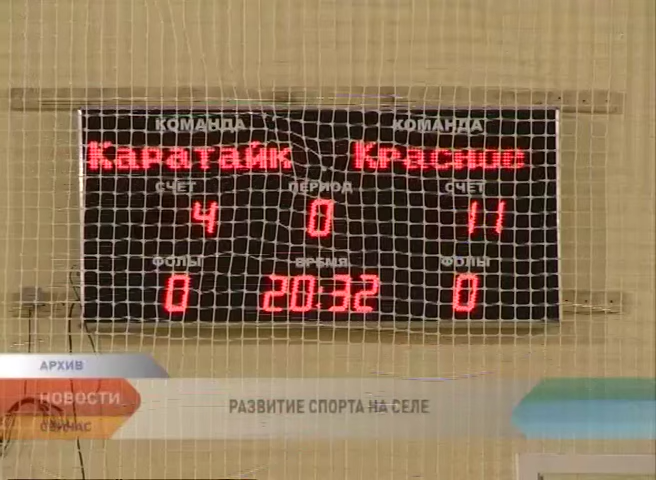 КОМАНДА КОМАНДА
Каратайк Красное
СЧЕТ ПЕРИОД СЧЕТ
4 0 11
ФОЛЫ ВРЕМЯ ФОЛЫ
0 20:32 0
АРХИВ
НОВОСТИ
СЕЙЧАС
РАЗВИТИЕ СПОРТА НА СЕЛЕ